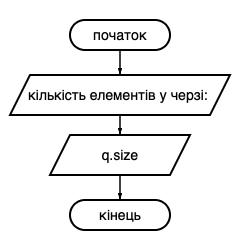 початок
кількість елементів у черзі:
q.size
кінець